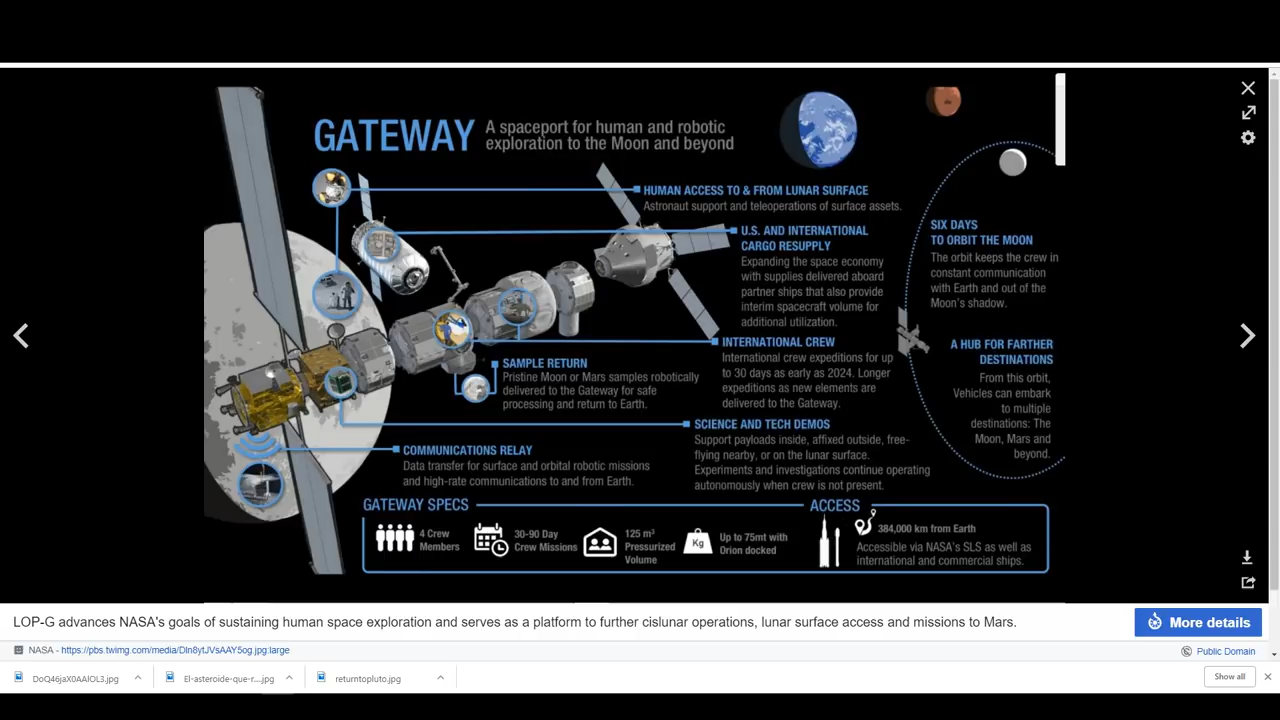 GATEWAY
A spaceport for human and robotic
exploration to the Moon and beyond
HUMAN ACCESS TO & FROM LUNAR SURFACE
Astronaut support and teleoperations of surface assets.
U.S. AND INTERNATIONAL
CARGO RESUPPLY
Expanding the space economy
with supplies delivered aboard
partner ships that also provide
interim spacecraft volume for
additional utilization.
SIX DAYS
TO ORBIT THE MOON
The orbit keeps the crew in
constant communication
with Earth and out of the
Moon's shadow.
INTERNATIONAL CREW
International crew expeditions for up
to 30 days as early as 2024. Longer
expeditions as new elements are
delivered to the Gateway.
A HUB FOR FARTHER
DESTINATIONS
From this orbit,
Vehicles can embark
to multiple
destinations: The
Moon, Mars and
beyond.
SAMPLE RETURN
Pristine Moon or Mars samples robotically
delivered to the Gateway for safe
processing and return to Earth.
SCIENCE AND TECH DEMOS
Support payloads inside, affixed outside, free-
flying nearby, or on the lunar surface.
Experiments and investigations continue operating
autonomously when crew is not present.
COMMUNICATIONS RELAY
Data transfer for surface and orbital robotic missions
and high-rate communications to and from Earth.
GATEWAY SPECS
4 Crew
Members
30-90 Day
Crew Missions
125 m³
Pressurized
Volume
Kg
Up to 75mt with
Orion docked
ACCESS
384,000 km from Earth
Accessible via NASA's SLS as well as
international and commercial ships.
LOP-G advances NASA's goals of sustaining human space exploration and serves as a platform to further cislunar operations, lunar surface access and missions to Mars.
More details
NASA - https://pbs.twimg.com/media/Dln8ytJVsAAY5og.jpg:large
Public Domain
DoQ46jaX0AAIOL3.jpg
El-asteroide-que-r....jpg
returntopluto.jpg
Show all